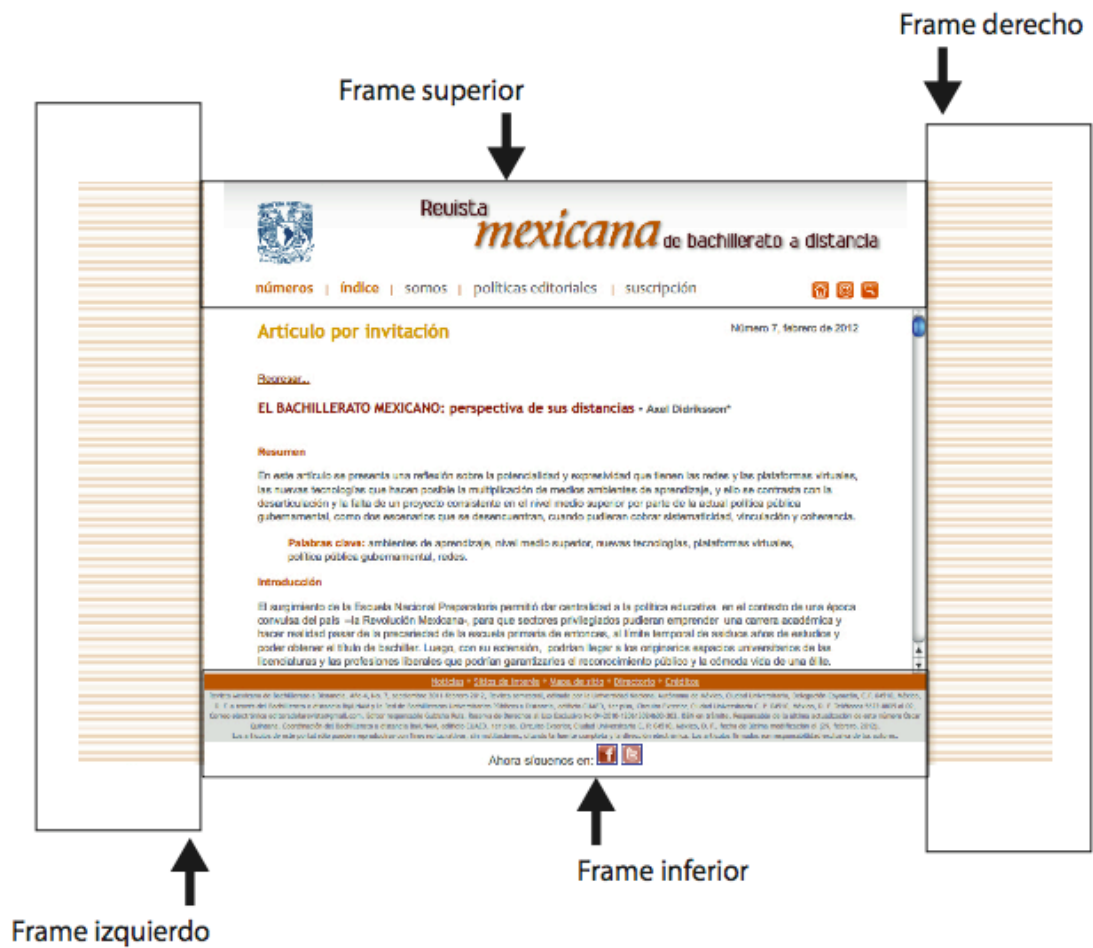 Frame derecho
Frame superior
Revista
mexicana de bachillerato a distancia
números | índice | somos | políticas editoriales | suscripción
Artículo por invitación
Número 7, febrero de 2012
Regresar...
EL BACHILLERATO MEXICANO: perspectiva de sus distancias • Axel Didriksson*
Resumen
En este artículo se presenta una reflexión sobre la potencialidad y expresividad que tienen las redes y las plataformas virtuales,
las nuevas tecnologías que hacen posible la multiplicación de medios ambientes de aprendizaje, y ello se contrasta con la
desarticulación y la falta de un proyecto consistente en el nivel medio superior por parte de la actual política pública
gubernamental, como dos escenarios que se desencuentran, cuando pudieran cobrar sistematicidad, vinculación y coherencia.
Palabras clave: ambientes de aprendizaje, nivel medio superior, nuevas tecnologías, plataformas virtuales,
política pública gubernamental, redes.
Introducción
El surgimiento de la Escuela Nacional Preparatoria permitió dar centralidad a la política educativa en el contexto de una época
convulsa del país –la Revolución Mexicana-, para que sectores privilegiados pudieran emprender una carrera académica y
hacer realidad pasar de la precariedad de la escuela primaria de entonces, al límite temporal de asiduos años de estudios y
poder obtener el título de bachiller. Luego, con su extensión, podrían llegar a los originarios espacios universitarios de las
licenciaturas y las profesiones liberales que podrían garantizarles el reconocimiento público y la cómoda vida de una élite.
Noticias * Sitios de interés * Mapa de sitio * Directorio * Créditos
Ahora síguenos en:
Frame inferior
Frame izquierdo